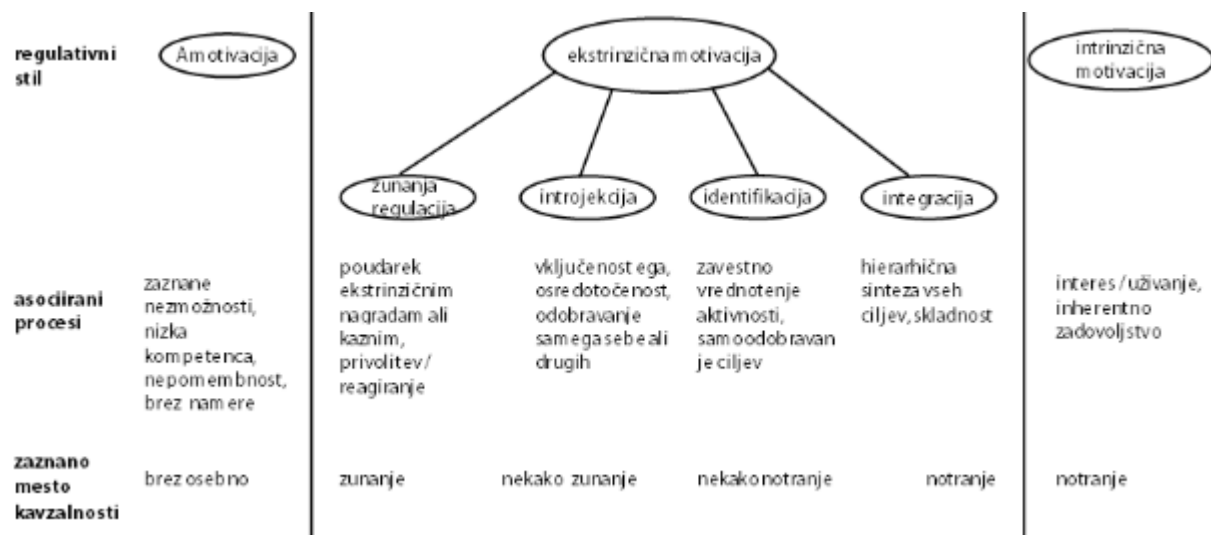 regulativni
stil
Amotivacija
ekstrinzična motivacija
intrinzična
motivacija
zunanja
regulacija
introjekcija
identifikacija
integracija
asociirani
procesi
zaznane
nezmožnosti,
nizka
kompetenca,
nepomembnost,
brez namere
poudarek
ekstrinzičnim
nagradam ali
kaznim,
privolitev/
reagiranje
vključenost ega,
osredotočenost,
odobravanje
samega sebe ali
drugih
zavestno
vrednotenje
aktivnosti,
samoodobravan
je ciljev
hierarhična
sinteza vseh
ciljev, skladnost
interes / uživanje,
inherentno
zadovoljstvo
zaznano
mesto
kavzalnosti
brez osebno
zunanje
nekako zunanje
nekako notranje
notranje
notranje